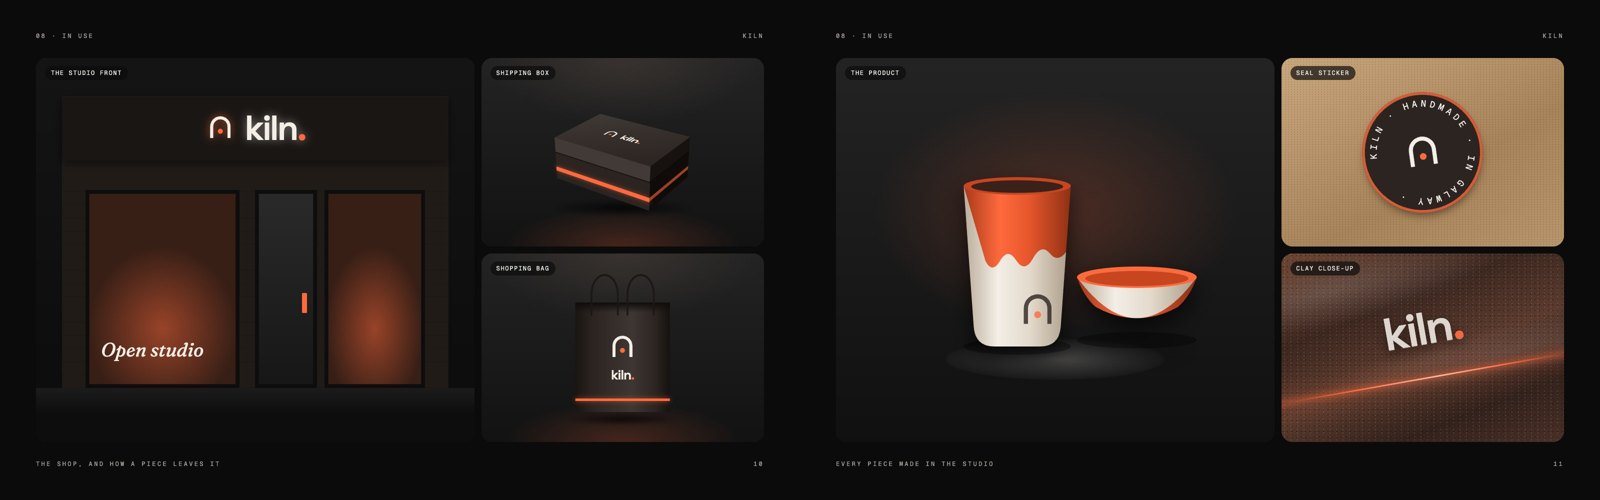 08 · IN USE
KILN
THE STUDIO FRONT
kiln.
Open studio
SHIPPING BOX
kiln.
SHOPPING BAG
kiln.
THE SHOP, AND HOW A PIECE LEAVES IT
10
08 · IN USE
KILN
THE PRODUCT
SEAL STICKER
KILN · HANDMADE · IN GALWAY ·
CLAY CLOSE-UP
kiln.
EVERY PIECE MADE IN THE STUDIO
11